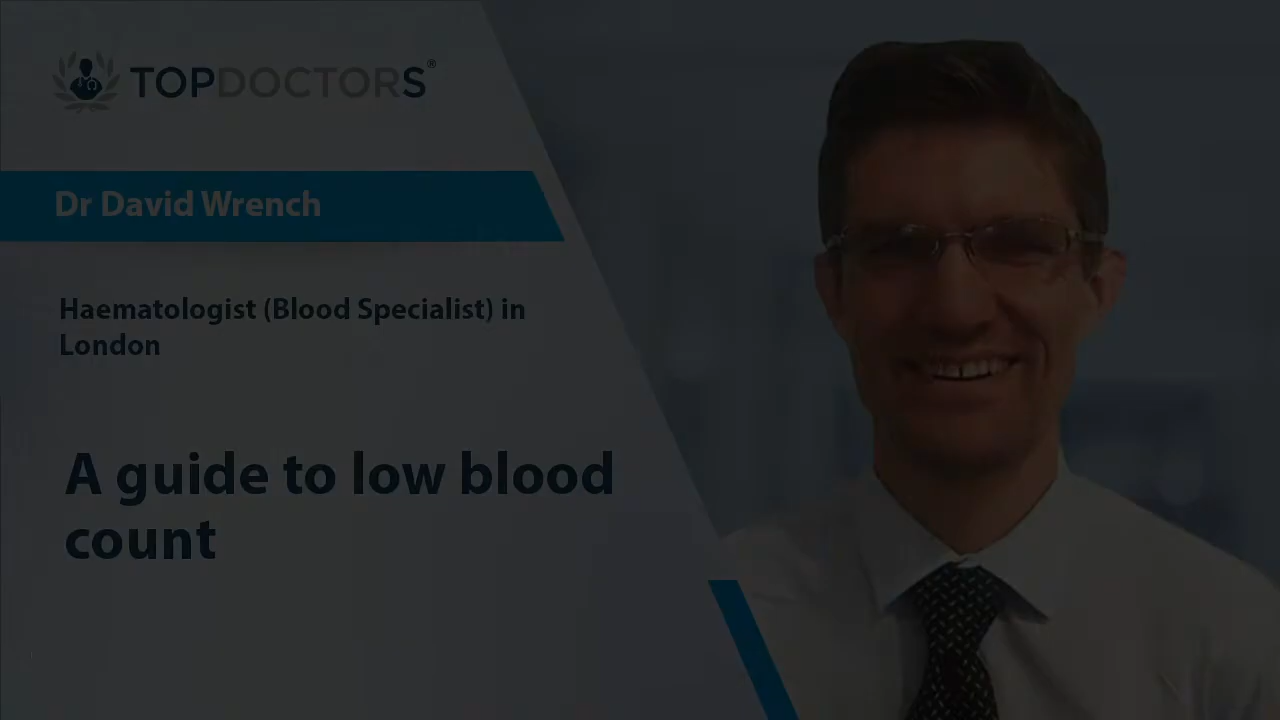 TOPDOCTORS®
Dr David Wrench
Haematologist (Blood Specialist) in
London
A guide to low blood
count